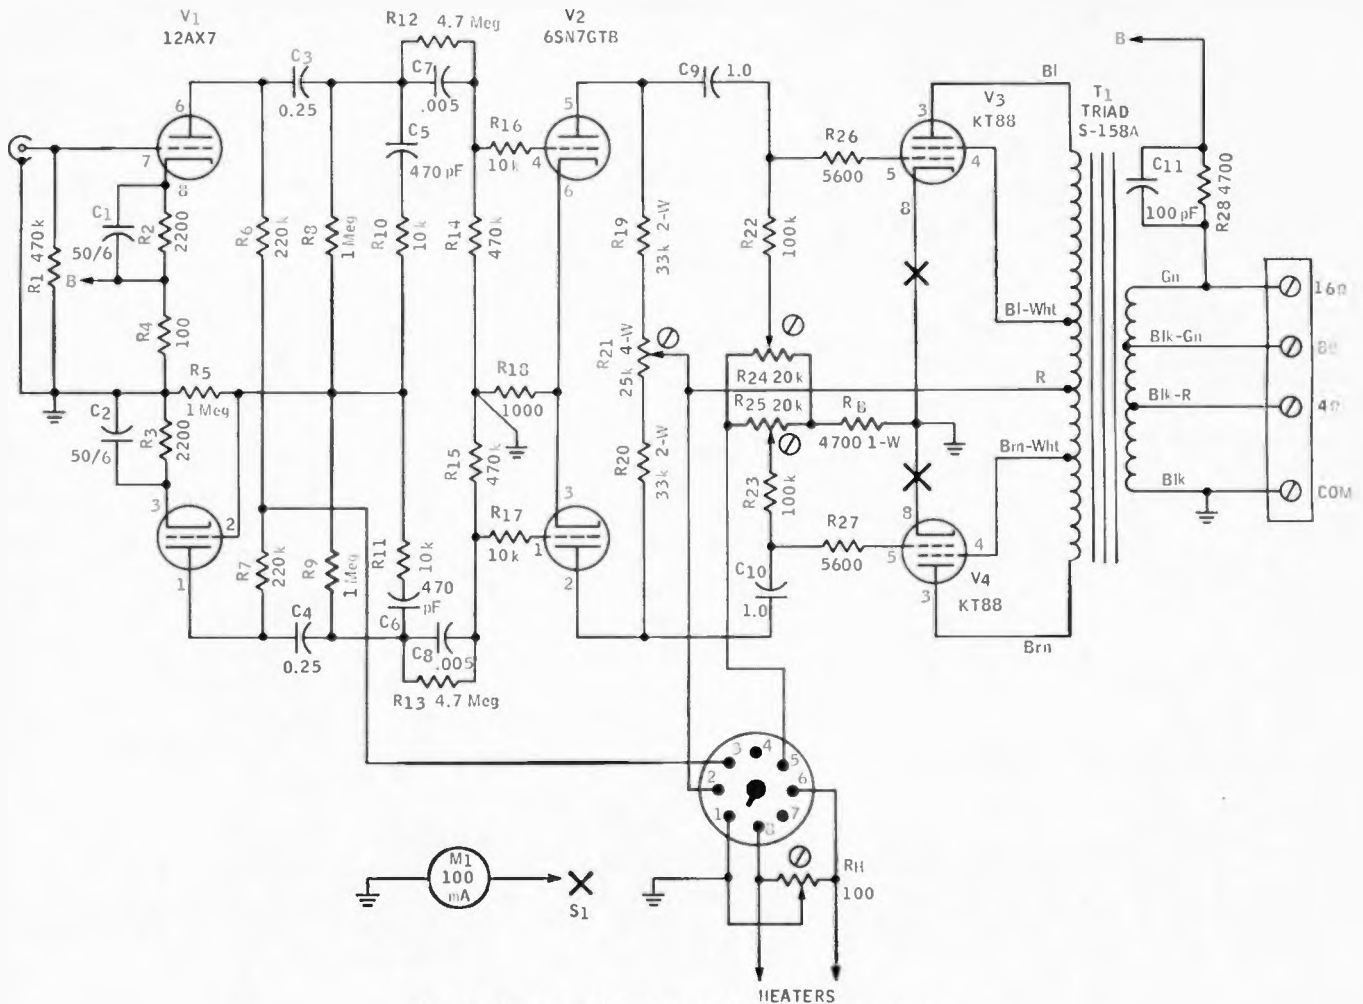 V1
12AX7
R12 4.7 Meg
V2
6SN7GTB
B
C3
0.25
C7
.005
C9 1.0
Bl
T1
TRIAD
S-158A
6
7
8
C5
470 pF
R16
10k
5
4
6
R26
5600
V3
KT88
3
4
5
8
C11
100 pF
R28 4700
C1
50/6
R2
2200
R1 470k
B
R6
220k
R8
1 Meg
R10
10k
R14
470k
R19
33k 2-W
R22
100k
Gn
16Ω
R4
100
Bl-Wht
R21
25k 4-W
Blk-Gn
8Ω
R5
1 Meg
R18
1000
R24 20k
R
R25 20k
RB
4700 1-W
Blk-R
4Ω
C2
50/6
R3
2200
R15
470k
R20
33k 2-W
R23
100k
Brn-Wht
Blk
COM
3
2
1
R7
220k
R9
1 Meg
R11
10k
470
pF
C6
R17
10k
3
1
2
R27
5600
C10
1.0
8
5
4
3
V4
KT88
C4
0.25
C8
.005
R13 4.7 Meg
Brn
3
4
5
2
6
1
8
7
M1
100
mA
S1
RH
100
HEATERS